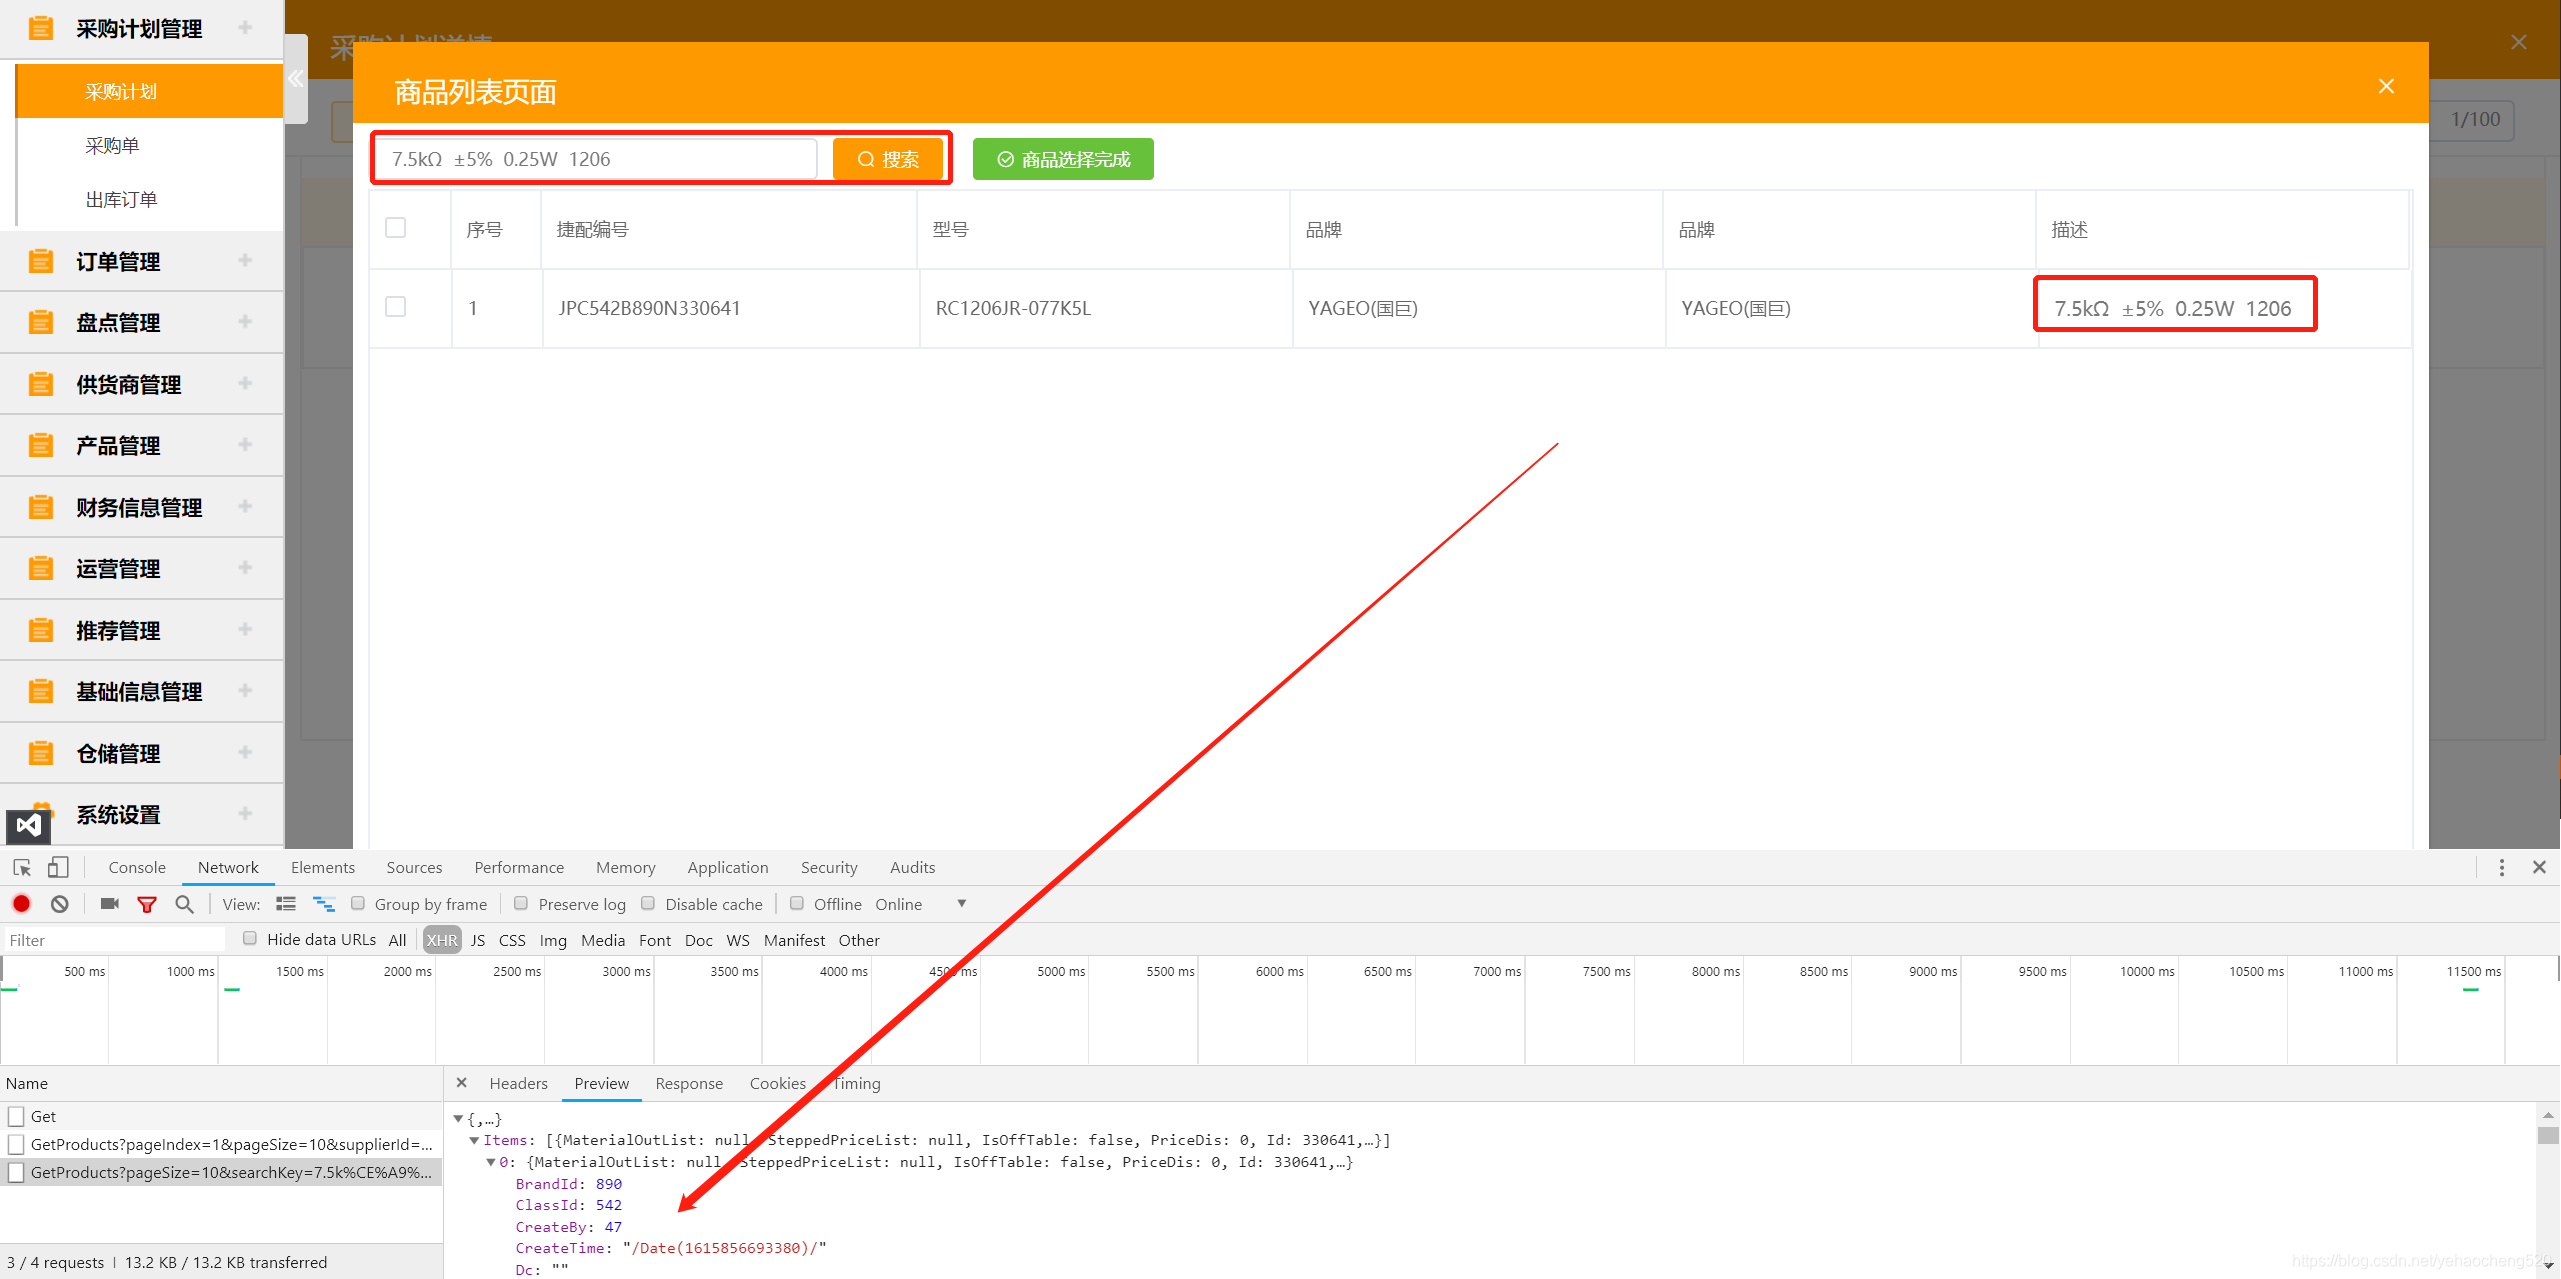 采购计划管理
采购计划
采购单
出库订单
订单管理
盘点管理
供货商管理
产品管理
财务信息管理
运营管理
推荐管理
基础信息管理
仓储管理
系统设置
采购计划详情
1/100
商品列表页面
7.5kΩ ±5% 0.25W 1206
搜索
商品选择完成
序号 捷配编号 型号 品牌 品牌 描述
1 JPC542B890N330641 RC1206JR-077K5L YAGEO(国巨) YAGEO(国巨) 7.5kΩ ±5% 0.25W 1206
Console Network Elements Sources Performance Memory Application Security Audits
View: Group by frame Preserve log Disable cache Offline Online
Filter Hide data URLs All XHR JS CSS Img Media Font Doc WS Manifest Other
500 ms 1000 ms 1500 ms 2000 ms 2500 ms 3000 ms 3500 ms 4000 ms 4500 ms 5000 ms 5500 ms 6000 ms 6500 ms 7000 ms 7500 ms 8000 ms 8500 ms 9000 ms 9500 ms 10000 ms 10500 ms 11000 ms 11500 ms
Name
Get
GetProducts?pageIndex=1&pageSize=10&supplierId=...
GetProducts?pageSize=10&searchKey=7.5k%CE%A9%...
3 / 4 requests | 13.2 KB / 13.2 KB transferred
Headers Preview Response Cookies Timing
{,…}
Items: [{MaterialOutList: null, SteppedPriceList: null, IsOffTable: false, PriceDis: 0, Id: 330641,…}]
0: {MaterialOutList: null, SteppedPriceList: null, IsOffTable: false, PriceDis: 0, Id: 330641,…}
BrandId: 890
ClassId: 542
CreateBy: 47
CreateTime: "/Date(1615856693380)/"
Dc: ""
https://blog.csdn.net/yehaocheng520